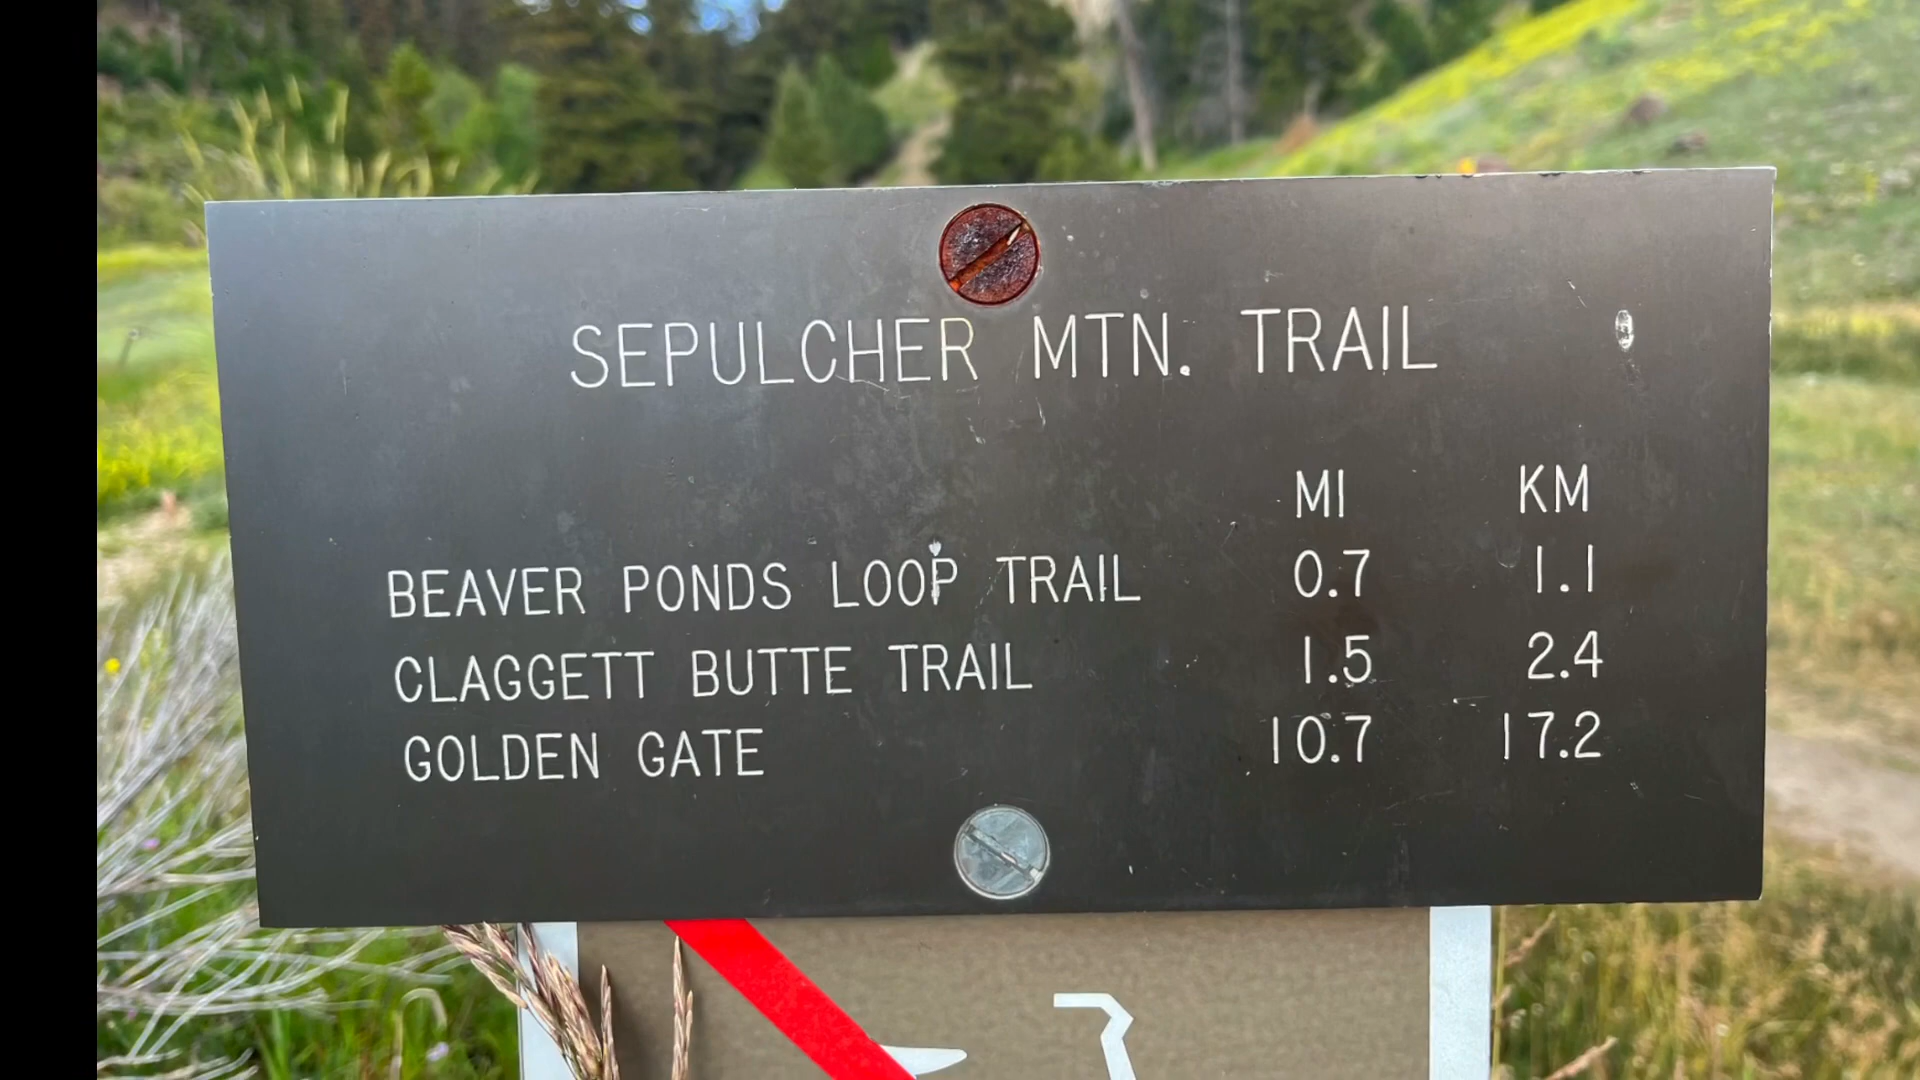 SEPULCHER MTN. TRAIL
MI KM
BEAVER PONDS LOOP TRAIL 0.7 1.1
CLAGGETT BUTTE TRAIL 1.5 2.4
GOLDEN GATE 10.7 17.2